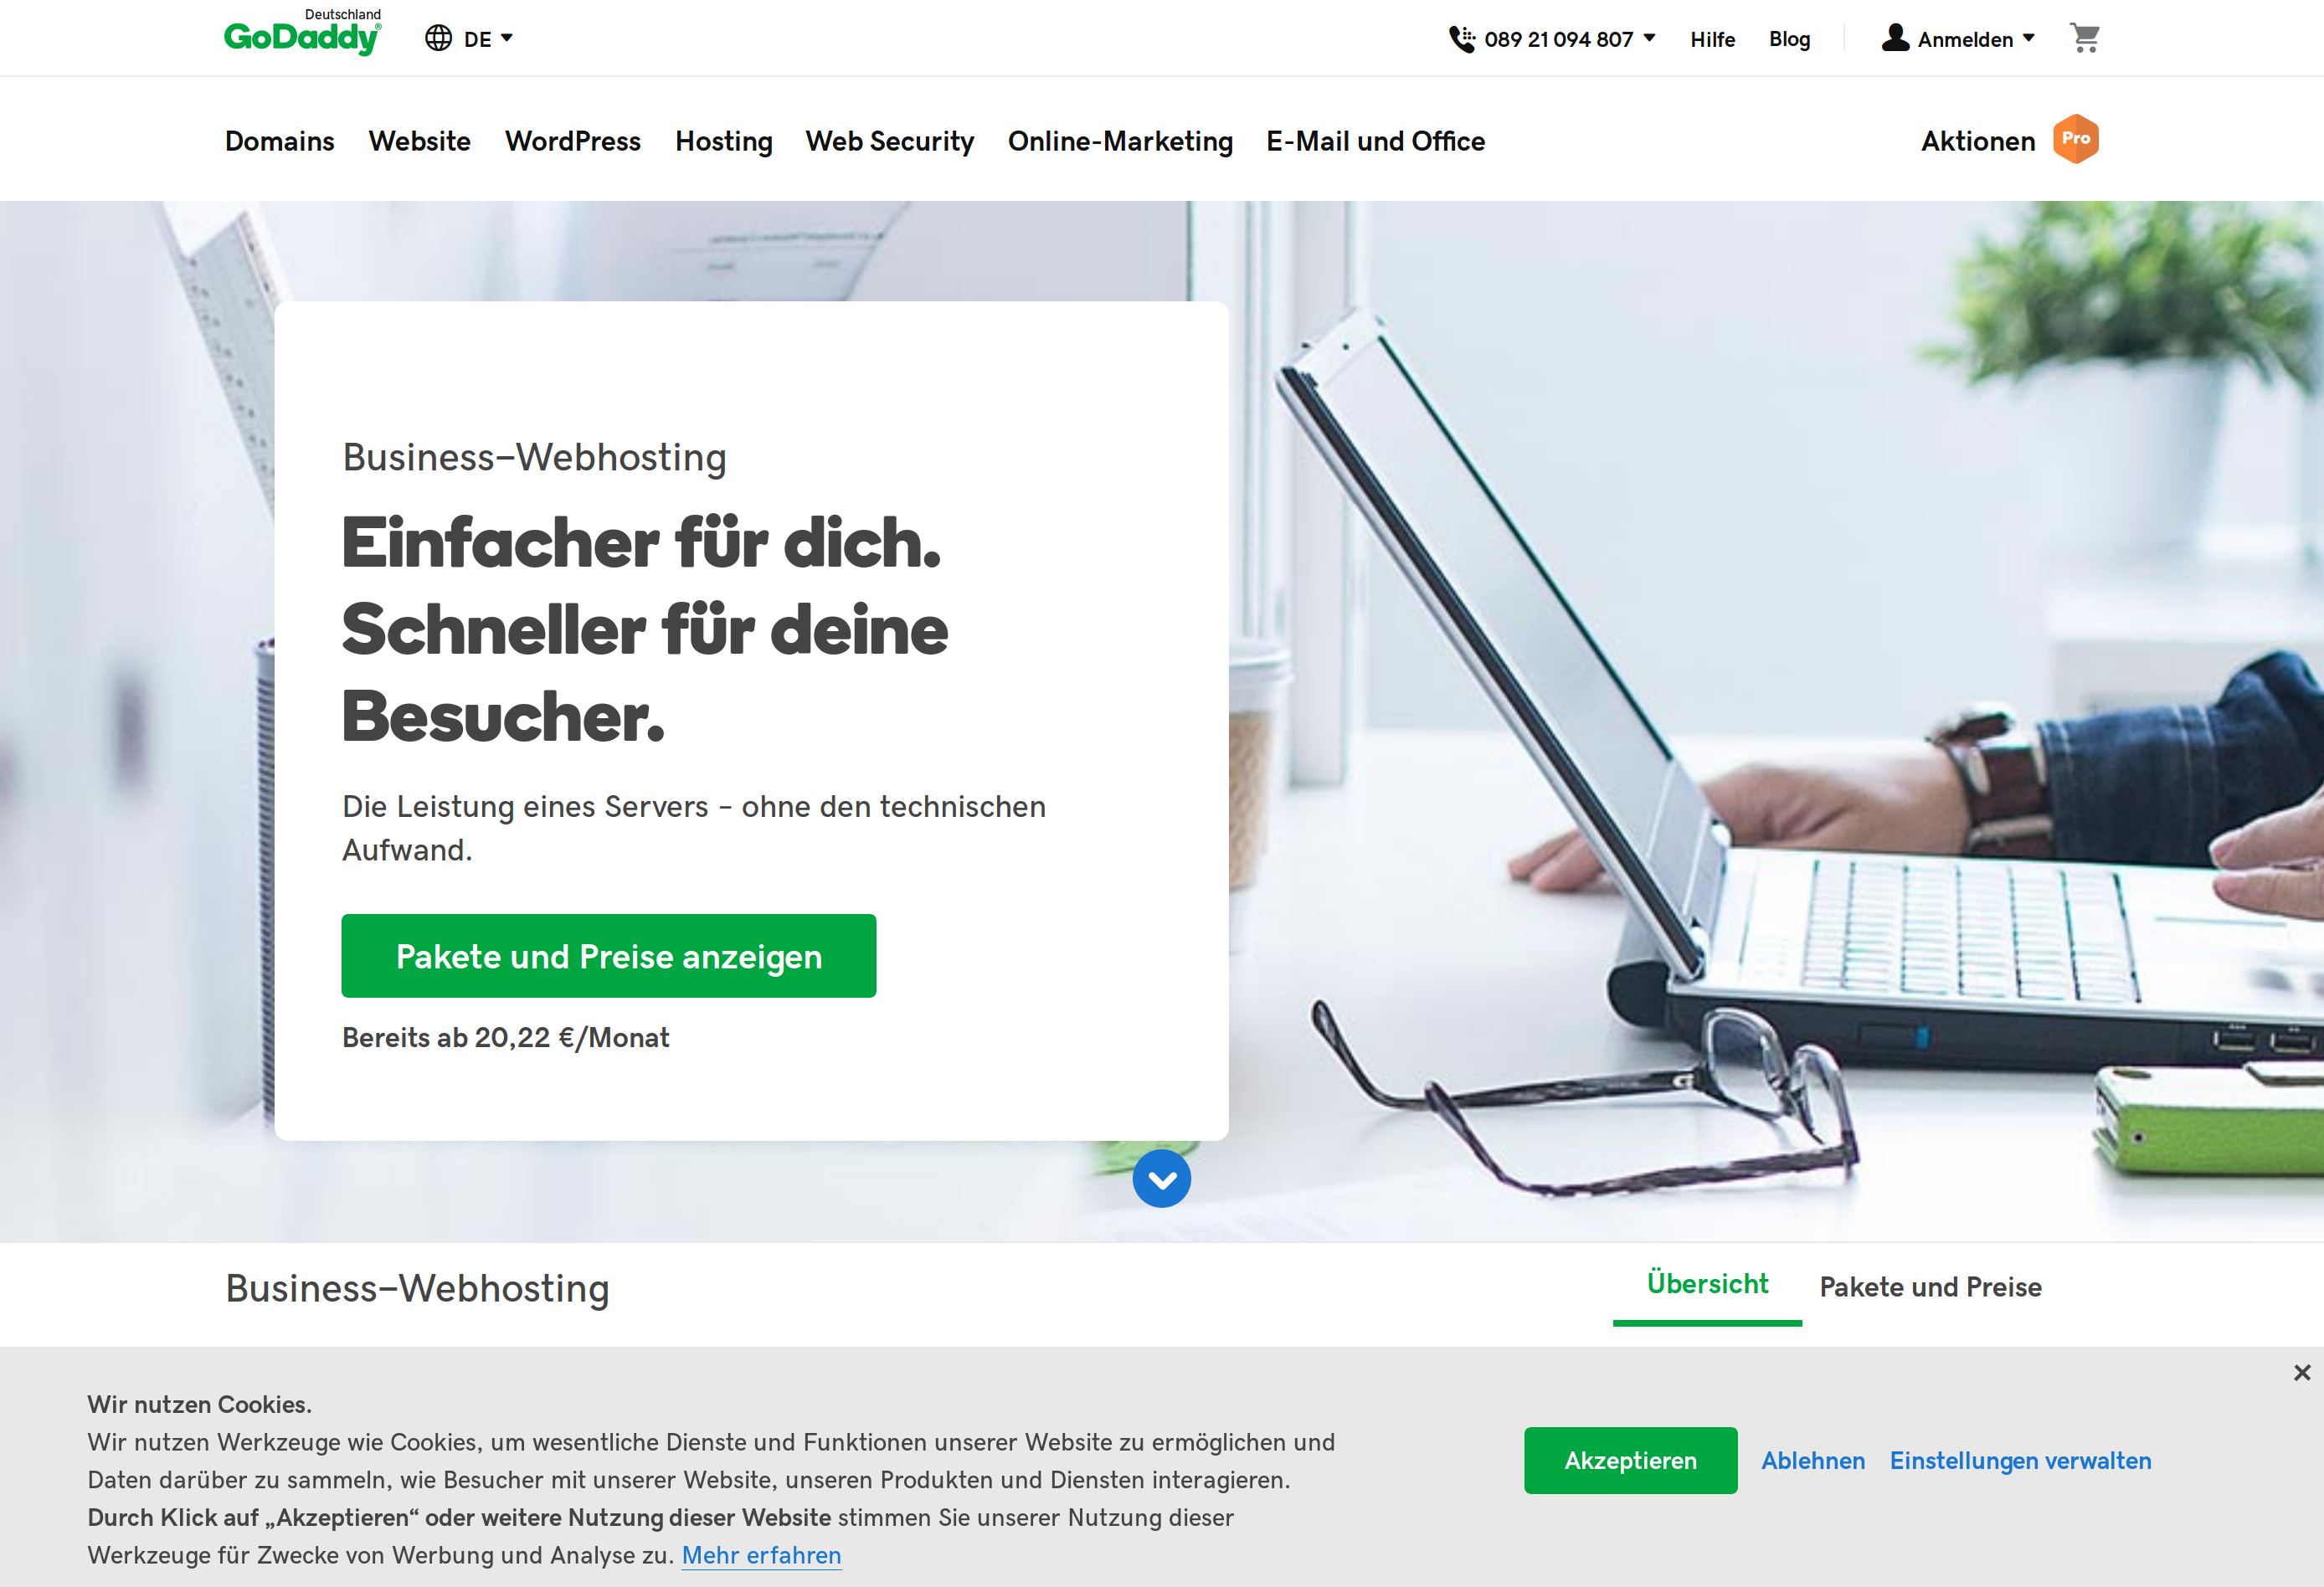 Deutschland
GoDaddy®
DE
089 21 094 807
Hilfe
Blog
Anmelden
Domains
Website
WordPress
Hosting
Web Security
Online-Marketing
E-Mail und Office
Aktionen
Pro
Business-Webhosting
Einfacher für dich.
Schneller für deine
Besucher.
Die Leistung eines Servers – ohne den technischen
Aufwand.
Pakete und Preise anzeigen
Bereits ab 20,22 €/Monat
Business-Webhosting
Übersicht
Pakete und Preise
Wir nutzen Cookies.
Wir nutzen Werkzeuge wie Cookies, um wesentliche Dienste und Funktionen unserer Website zu ermöglichen und
Daten darüber zu sammeln, wie Besucher mit unserer Website, unseren Produkten und Diensten interagieren.
Durch Klick auf „Akzeptieren“ oder weitere Nutzung dieser Website stimmen Sie unserer Nutzung dieser
Werkzeuge für Zwecke von Werbung und Analyse zu. Mehr erfahren
Akzeptieren
Ablehnen
Einstellungen verwalten